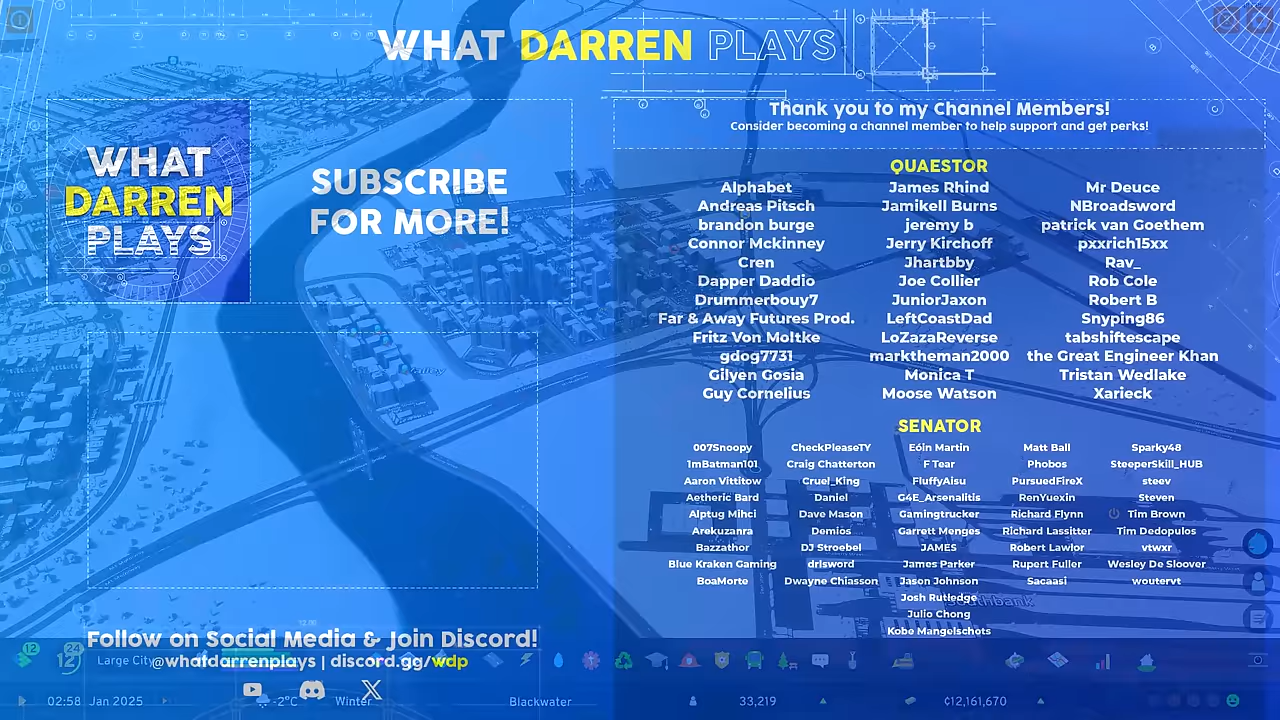 WHAT DARREN PLAYS
WHAT
DARREN
PLAYS
SUBSCRIBE
FOR MORE!
Thank you to my Channel Members!
Consider becoming a channel member to help support and get perks!
QUAESTOR
Alphabet
Andreas Pitsch
brandon burge
Connor Mckinney
Cren
Dapper Daddio
Drummerbouy7
Far & Away Futures Prod.
Fritz Von Moltke
gdog7731
Gilyen Gosia
Guy Cornelius
James Rhind
Jamikell Burns
jeremy b
Jerry Kirchoff
Jhartbby
Joe Collier
JuniorJaxon
LeftCoastDad
LoZazaReverse
marktheman2000
Monica T
Moose Watson
Mr Deuce
NBroadsword
patrick van Goethem
pxxrich15xx
Rav_
Rob Cole
Robert B
Snyping86
tabshiftescape
the Great Engineer Khan
Tristan Wedlake
Xarieck
SENATOR
007Snoopy
1mBatman101
Aaron Vittitow
Aetheric Bard
Alptug Mihci
Arekuzanra
Bazzathor
Blue Kraken Gaming
BoaMorte
CheckPleaseTY
Craig Chatterton
Cruel_King
Daniel
Dave Mason
Demios
DJ Stroebel
drlsword
Dwayne Chiasson
Eóin Martin
F Tear
FluffyAisu
G4E_Arsenalitis
Gamingtrucker
Garrott Menges
JAMES
James Parker
Jason Johnson
Josh Rutledge
Julio Chong
Kobe Mangelschots
Matt Ball
Phobos
PursuedFireX
RenYuexin
Richard Flynn
Richard Lassitter
Robert Lawlor
Rupert Fuller
Sacaasi
Sparky48
SteeperSkill_HUB
steev
Steven
Tim Brown
Tim Dedopulos
vtwxr
Wesley De Sloover
woutervt
Southbank
Follow on Social Media & Join Discord!
@whatdarrenplays | discord.gg/wdp
12
24
12
Large City
02:58 Jan 2025
-2°C
Winter
Blackwater
33,219
¢12,161,670